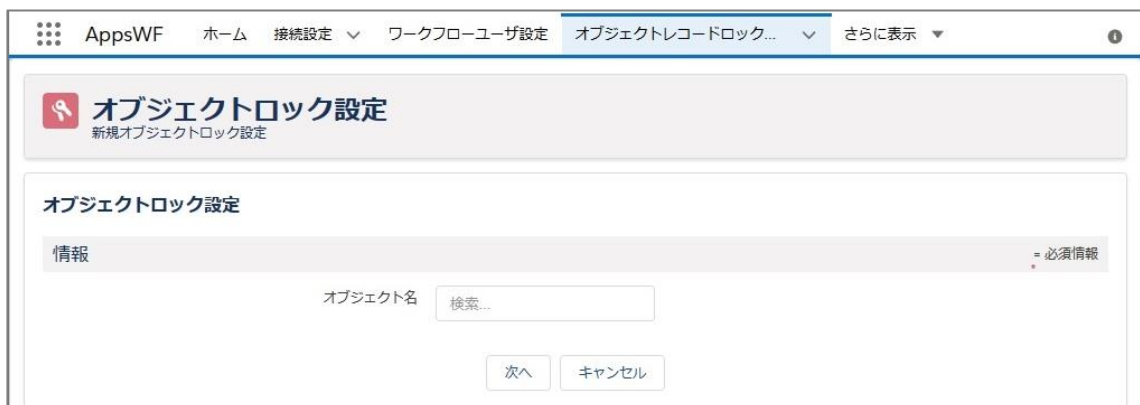 AppsWF ホーム 接続設定 ワークフローユーザ設定 オブジェクトレコードロック... さらに表示
オブジェクトロック設定
新規オブジェクトロック設定
オブジェクトロック設定
情報 * = 必須情報
オブジェクト名 検索...
次へ キャンセル